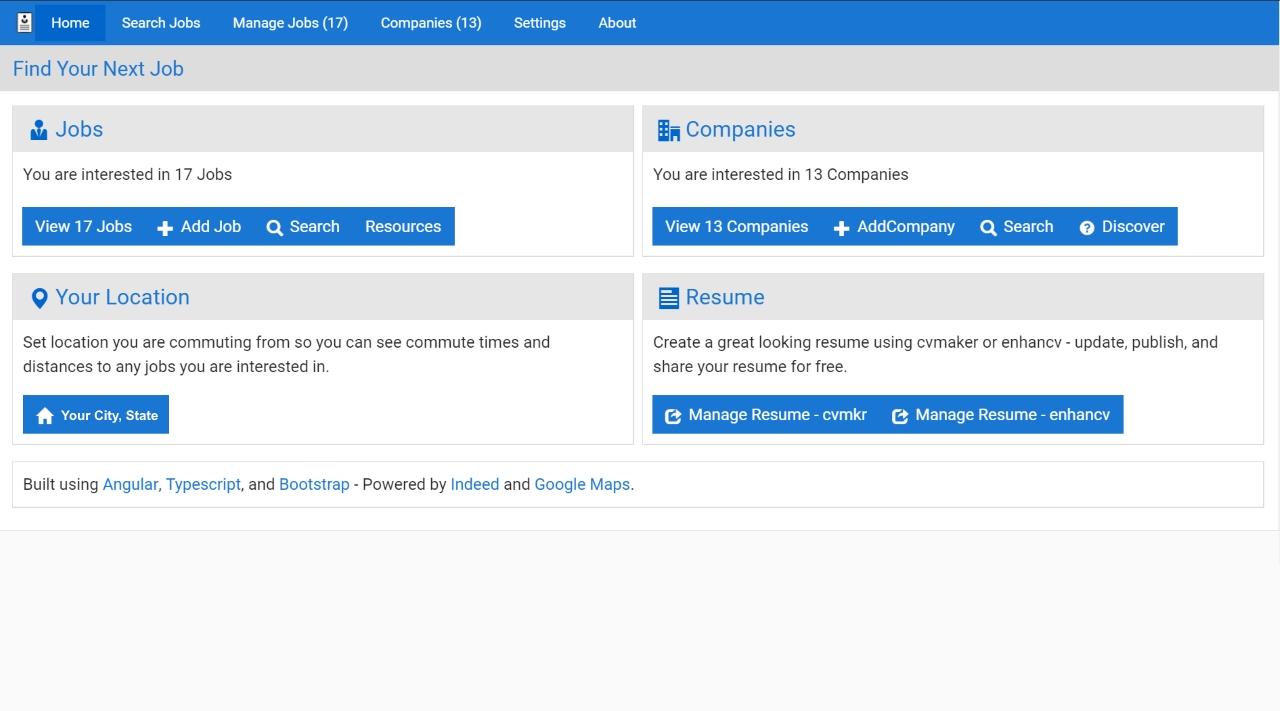 Home Search Jobs Manage Jobs (17) Companies (13) Settings About
Find Your Next Job
Jobs
You are interested in 17 Jobs
View 17 Jobs Add Job Search Resources
Companies
You are interested in 13 Companies
View 13 Companies AddCompany Search Discover
Your Location
Set location you are commuting from so you can see commute times and
distances to any jobs you are interested in.
Your City, State
Resume
Create a great looking resume using cvmaker or enhancv - update, publish, and
share your resume for free.
Manage Resume - cvmkr Manage Resume - enhancv
Built using Angular, Typescript, and Bootstrap - Powered by Indeed and Google Maps.